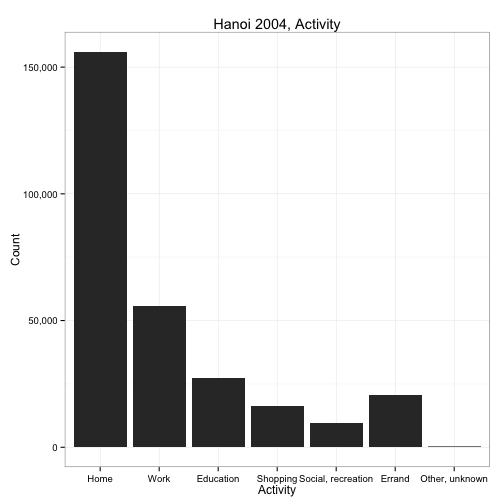 Hanoi 2004, Activity
Count
150,000
100,000
50,000
0
Home Work Education Shopping Social, recreation Errand Other, unknown
Activity